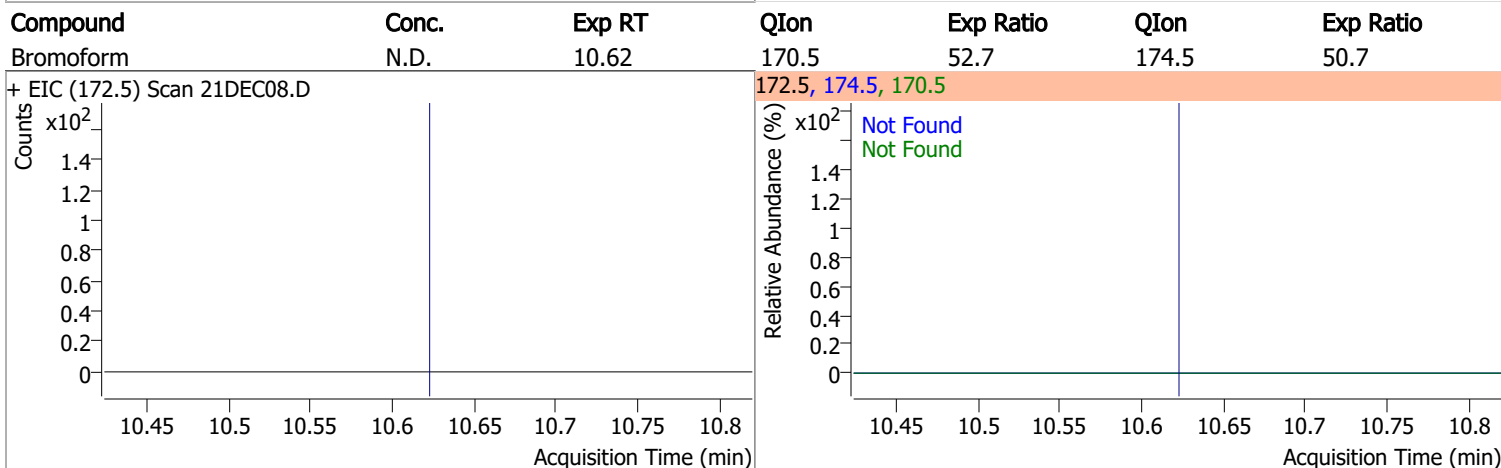 Compound Conc. Exp RT QIon Exp Ratio QIon Exp Ratio
Bromoform N.D. 10.62 170.5 52.7 174.5 50.7
+ EIC (172.5) Scan 21DEC08.D
Counts
x10²
1.4
1.2
1
0.8
0.6
0.4
0.2
0
10.45 10.5 10.55 10.6 10.65 10.7 10.75 10.8
Acquisition Time (min)
172.5, 174.5, 170.5
Relative Abundance (%)
x10²
Not Found
Not Found
1.4
1.2
1
0.8
0.6
0.4
0.2
0
10.45 10.5 10.55 10.6 10.65 10.7 10.75 10.8
Acquisition Time (min)